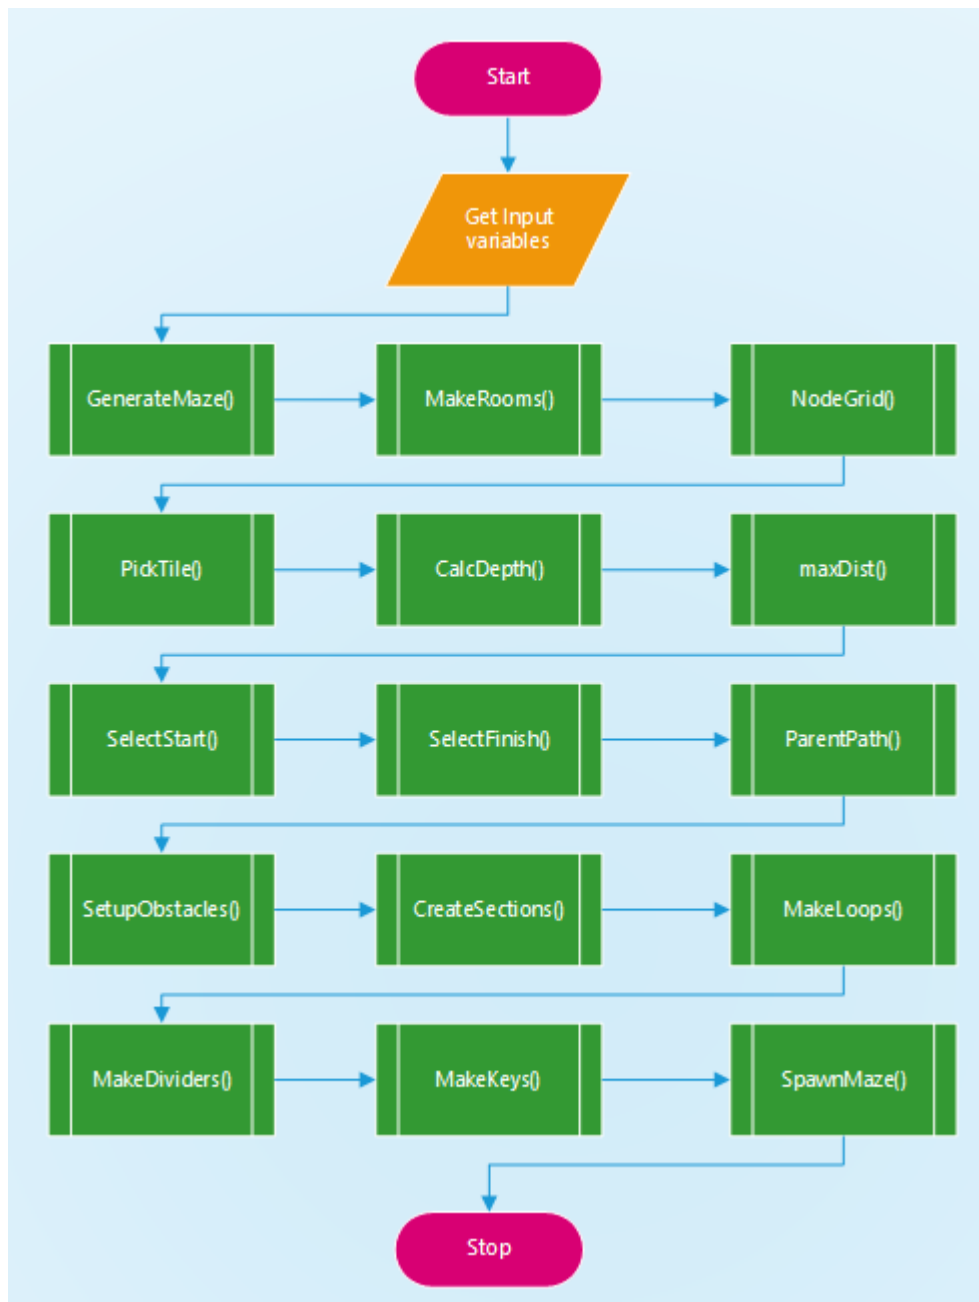 Start
Get Input
variables
GenerateMaze()
MakeRooms()
NodeGrid()
PickTile()
CalcDepth()
maxDist()
SelectStart()
SelectFinish()
ParentPath()
SetupObstacles()
CreateSections()
MakeLoops()
MakeDividers()
MakeKeys()
SpawnMaze()
Stop